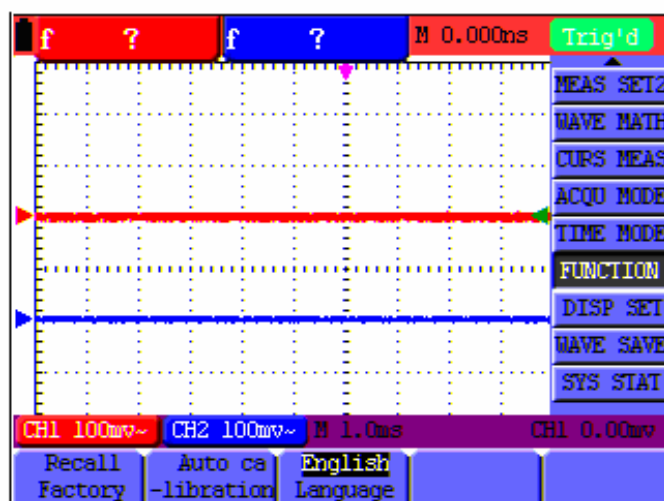 f ? f ? M 0.000ns Trig'd
MEAS SET2
WAVE MATH
CURS MEAS
ACQU MODE
TIME MODE
FUNCTION
DISP SET
WAVE SAVE
SYS STAT
CH1 100mv~ CH2 100mv~ M 1.0ms CH1 0.00mv
Recall
Factory
Auto ca
-libration
English
Language